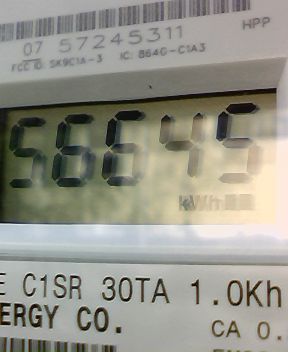 HPP
07 57245311
FCC ID: SK9C1A-3 IC: 864G-C1A3
56645
kWh
E C1SR 30TA 1.0Kh
ERGY CO.
CA 0.